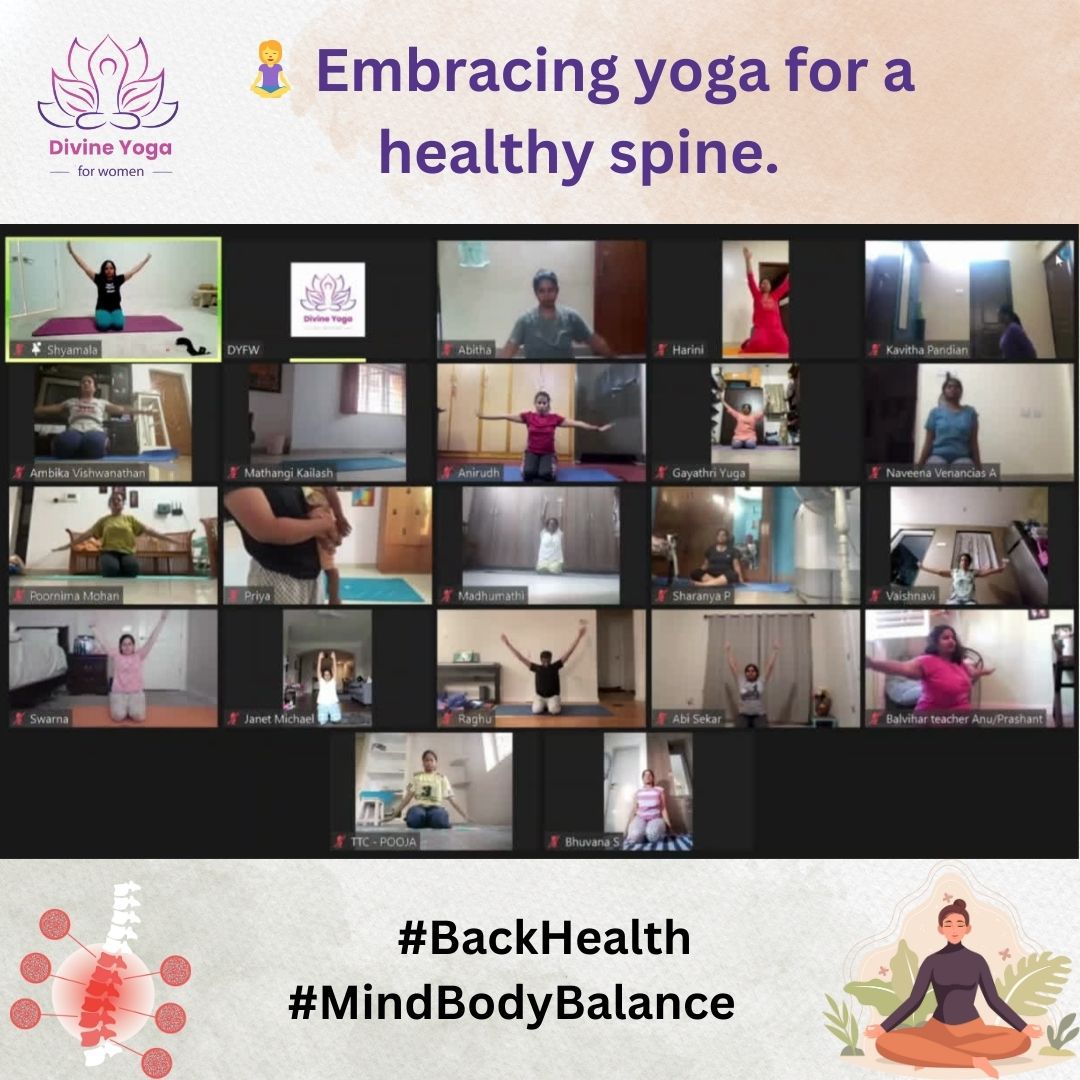 Divine Yoga
for women
Embracing yoga for a
healthy spine.
Shyamala
Divine Yoga
DYFW
Abitha
Harini
Kavitha Pandian
Ambika Vishwanathan
Mathangi Kailash
Anirudh
Gayathri Yuga
Naveena Venancias A
Poornima Mohan
Priya
Madhumathi
Sharanya P
Vaishnavi
Swarna
Janet Michael
Raghu
Abi Sekar
Balvihar teacher Anu/Prashant
3
TTC - POOJA
Bhuvana S
#BackHealth
#MindBodyBalance